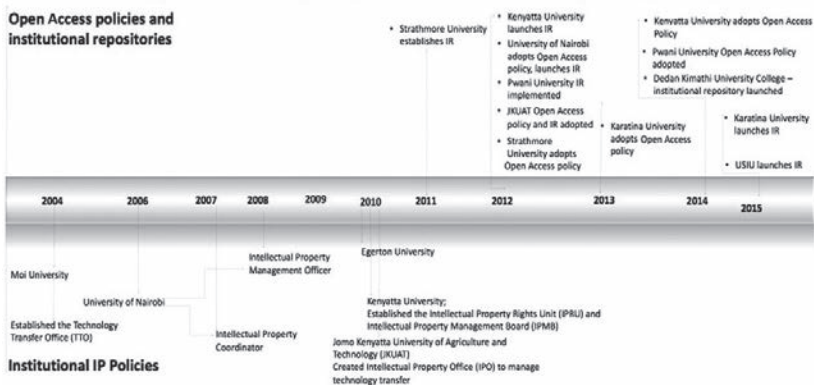 Open Access policies and
institutional repositories
• Strathmore University
establishes IR
• Kenyatta University
launches IR
• University of Nairobi
adopts Open Access
policy, launches IR
• Pwani University IR
implemented
• JKUAT Open Access
policy and IR adopted
• Strathmore
University adopts
Open Access policy
• Karatina University
adopts Open Access
policy
• Kenyatta University adopts Open Access
Policy
• Pwani University Open Access Policy
adopted
• Dedan Kimathi University College –
institutional repository launched
• Karatina University
launches IR
• USIU launches IR
2004
2006
2007
2008
2009
2010
2011
2012
2013
2014
2015
Moi University
Established the Technology
Transfer Office (TTO)
University of Nairobi
Intellectual Property
Management Officer
Intellectual Property
Coordinator
Egerton University
Kenyatta University;
Established the Intellectual Property Rights Unit (IPRU) and
Intellectual Property Management Board (IPMB)
Jomo Kenyatta University of Agriculture and
Technology (JKUAT)
Created Intellectual Property Office (IPO) to manage
technology transfer
Institutional IP Policies